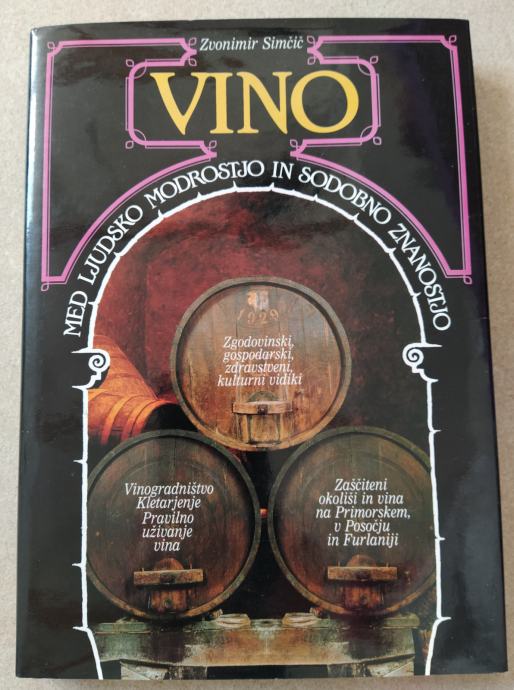 Zvonimir Simčič
VINO
MED LJUDSKO MODROSTJO IN SODOBNO ZNANOSTJO
1929
Zgodovinski,
gospodarski,
zdravstveni,
kulturni vidiki
Vinogradništvo
Kletarjenje
Pravilno
uživanje
vina
Zaščiteni
okoliši in vina
na Primorskem,
v Posočju
in Furlaniji